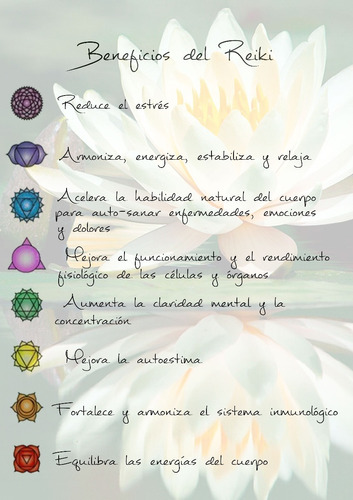 Beneficios del Reiki
Reduce el estrés
Armoniza, energiza, estabiliza y relaja
Acelera la habilidad natural del cuerpo
para auto-sanar enfermedades, emociones
y dolores
Mejora el funcionamiento y el rendimiento
fisiológico de las células y órganos
Aumenta la claridad mental y la
concentración
Mejora la autoestima
Fortalece y armoniza el sistema inmunológico
Equilibra las energías del cuerpo